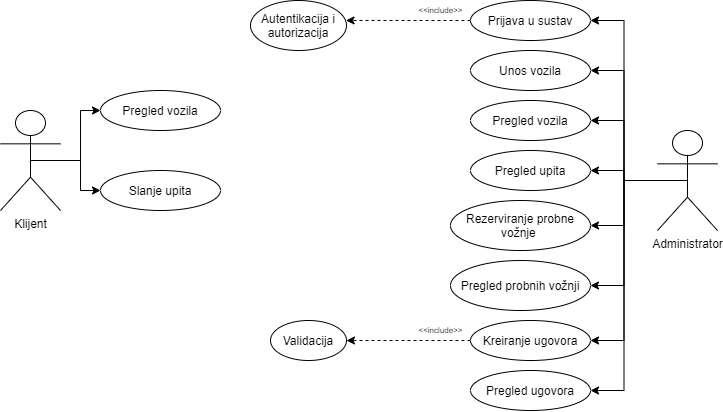 Autentikacija i
autorizacija
<<include>>
Prijava u sustav
Unos vozila
Pregled vozila
Slanje upita
Klijent
Pregled vozila
Pregled upita
Rezerviranje probne
vožnje
Administrator
Pregled probnih vožnji
Validacija
<<include>>
Kreiranje ugovora
Pregled ugovora